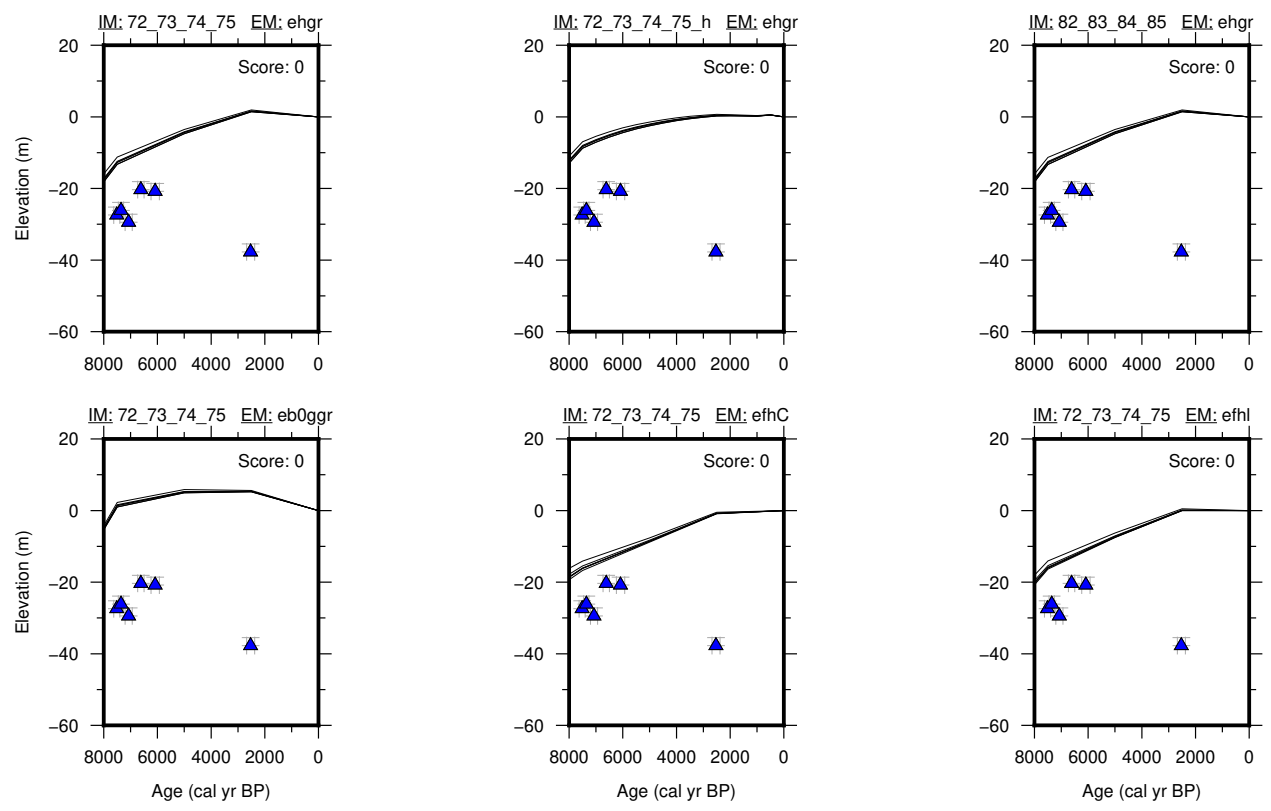 IM: 72_73_74_75 EM: ehgr
IM: 72_73_74_75_h EM: ehgr
IM: 82_83_84_85 EM: ehgr
20
Score: 0
20
Score: 0
20
Score: 0
0
0
0
Elevation (m)
−20
−20
−20
−40
−40
−40
−60
−60
−60
8000 6000 4000 2000 0
8000 6000 4000 2000 0
8000 6000 4000 2000 0
IM: 72_73_74_75 EM: eb0ggr
IM: 72_73_74_75 EM: efhC
IM: 72_73_74_75 EM: efhl
20
Score: 0
20
Score: 0
20
Score: 0
0
0
0
Elevation (m)
−20
−20
−20
−40
−40
−40
−60
−60
−60
8000 6000 4000 2000 0
8000 6000 4000 2000 0
8000 6000 4000 2000 0
Age (cal yr BP)
Age (cal yr BP)
Age (cal yr BP)